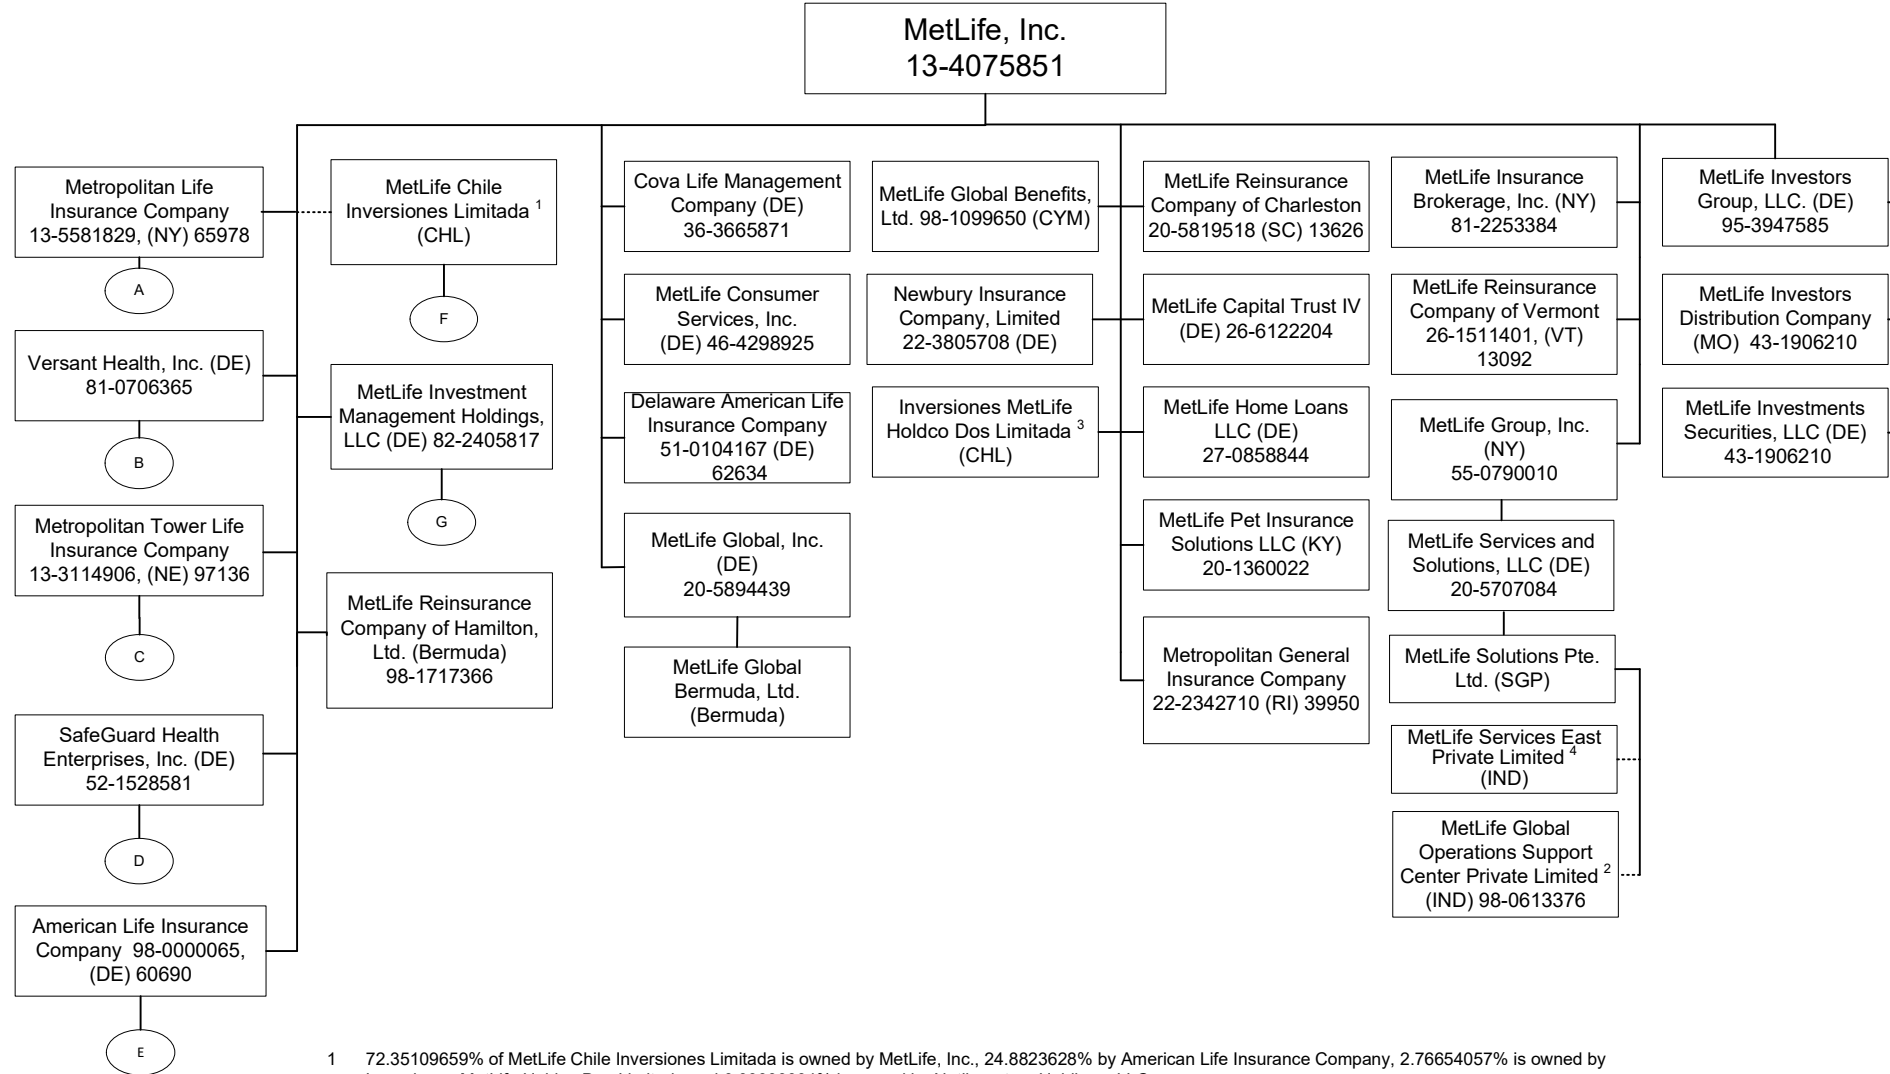 MetLife, Inc.
13-4075851
Metropolitan Life
Insurance Company
13-5581829, (NY) 65978
A
Versant Health, Inc. (DE)
81-0706365
B
Metropolitan Tower Life
Insurance Company
13-3114906, (NE) 97136
C
SafeGuard Health
Enterprises, Inc. (DE)
52-1528581
D
American Life Insurance
Company 98-0000065,
(DE) 60690
E
MetLife Chile
Inversiones Limitada 1
(CHL)
F
MetLife Investment
Management Holdings,
LLC (DE) 82-2405817
G
MetLife Reinsurance
Company of Hamilton,
Ltd. (Bermuda)
98-1717366
Cova Life Management
Company (DE)
36-3665871
MetLife Consumer
Services, Inc.
(DE) 46-4298925
Delaware American Life
Insurance Company
51-0104167 (DE)
62634
MetLife Global, Inc.
(DE)
20-5894439
MetLife Global
Bermuda, Ltd.
(Bermuda)
MetLife Global Benefits,
Ltd. 98-1099650 (CYM)
Newbury Insurance
Company, Limited
22-3805708 (DE)
Inversiones MetLife
Holdco Dos Limitada 3
(CHL)
MetLife Reinsurance
Company of Charleston
20-5819518 (SC) 13626
MetLife Capital Trust IV
(DE) 26-6122204
MetLife Home Loans
LLC (DE)
27-0858844
MetLife Pet Insurance
Solutions LLC (KY)
20-1360022
Metropolitan General
Insurance Company
22-2342710 (RI) 39950
MetLife Insurance
Brokerage, Inc. (NY)
81-2253384
MetLife Reinsurance
Company of Vermont
26-1511401, (VT)
13092
MetLife Group, Inc.
(NY)
55-0790010
MetLife Services and
Solutions, LLC (DE)
20-5707084
MetLife Solutions Pte.
Ltd. (SGP)
MetLife Services East
Private Limited 4
(IND)
MetLife Global
Operations Support
Center Private Limited 2
(IND) 98-0613376
MetLife Investors
Group, LLC. (DE)
95-3947585
MetLife Investors
Distribution Company
(MO) 43-1906210
MetLife Investments
Securities, LLC (DE)
43-1906210
1 72.35109659% of MetLife Chile Inversiones Limitada is owned by MetLife, Inc., 24.8823628% by American Life Insurance Company, 2.76654057% is owned by